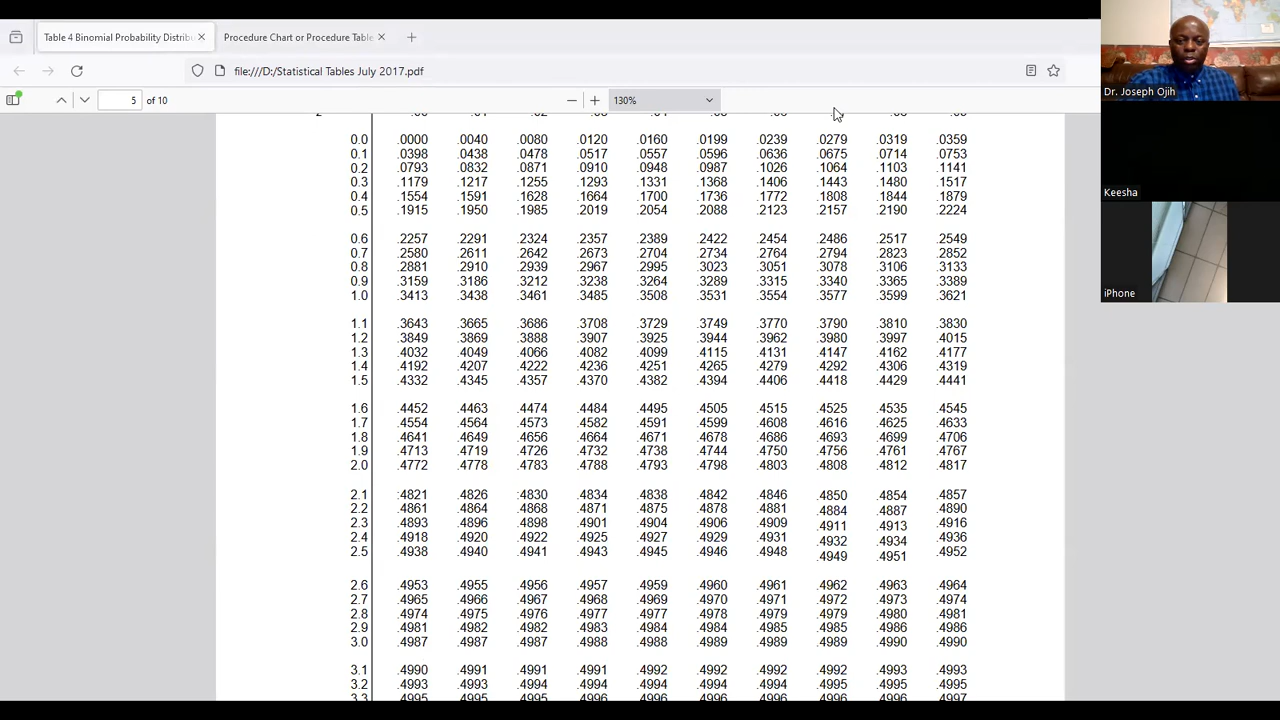 Table 4 Binomial Probability Distribu
Procedure Chart or Procedure Table
file:///D:/Statistical Tables July 2017.pdf
5 of 10
130%
0.0 .0000 .0040 .0080 .0120 .0160 .0199 .0239 .0279 .0319 .0359
0.1 .0398 .0438 .0478 .0517 .0557 .0596 .0636 .0675 .0714 .0753
0.2 .0793 .0832 .0871 .0910 .0948 .0987 .1026 .1064 .1103 .1141
0.3 .1179 .1217 .1255 .1293 .1331 .1368 .1406 .1443 .1480 .1517
0.4 .1554 .1591 .1628 .1664 .1700 .1736 .1772 .1808 .1844 .1879
0.5 .1915 .1950 .1985 .2019 .2054 .2088 .2123 .2157 .2190 .2224
0.6 .2257 .2291 .2324 .2357 .2389 .2422 .2454 .2486 .2517 .2549
0.7 .2580 .2611 .2642 .2673 .2704 .2734 .2764 .2794 .2823 .2852
0.8 .2881 .2910 .2939 .2967 .2995 .3023 .3051 .3078 .3106 .3133
0.9 .3159 .3186 .3212 .3238 .3264 .3289 .3315 .3340 .3365 .3389
1.0 .3413 .3438 .3461 .3485 .3508 .3531 .3554 .3577 .3599 .3621
1.1 .3643 .3665 .3686 .3708 .3729 .3749 .3770 .3790 .3810 .3830
1.2 .3849 .3869 .3888 .3907 .3925 .3944 .3962 .3980 .3997 .4015
1.3 .4032 .4049 .4066 .4082 .4099 .4115 .4131 .4147 .4162 .4177
1.4 .4192 .4207 .4222 .4236 .4251 .4265 .4279 .4292 .4306 .4319
1.5 .4332 .4345 .4357 .4370 .4382 .4394 .4406 .4418 .4429 .4441
1.6 .4452 .4463 .4474 .4484 .4495 .4505 .4515 .4525 .4535 .4545
1.7 .4554 .4564 .4573 .4582 .4591 .4599 .4608 .4616 .4625 .4633
1.8 .4641 .4649 .4656 .4664 .4671 .4678 .4686 .4693 .4699 .4706
1.9 .4713 .4719 .4726 .4732 .4738 .4744 .4750 .4756 .4761 .4767
2.0 .4772 .4778 .4783 .4788 .4793 .4798 .4803 .4808 .4812 .4817
2.1 .4821 .4826 .4830 .4834 .4838 .4842 .4846 .4850 .4854 .4857
2.2 .4861 .4864 .4868 .4871 .4875 .4878 .4881 .4884 .4887 .4890
2.3 .4893 .4896 .4898 .4901 .4904 .4906 .4909 .4911 .4913 .4916
2.4 .4918 .4920 .4922 .4925 .4927 .4929 .4931 .4932 .4934 .4936
2.5 .4938 .4940 .4941 .4943 .4945 .4946 .4948 .4949 .4951 .4952
2.6 .4953 .4955 .4956 .4957 .4959 .4960 .4961 .4962 .4963 .4964
2.7 .4965 .4966 .4967 .4968 .4969 .4970 .4971 .4972 .4973 .4974
2.8 .4974 .4975 .4976 .4977 .4977 .4978 .4979 .4979 .4980 .4981
2.9 .4981 .4982 .4982 .4983 .4984 .4984 .4985 .4985 .4986 .4986
3.0 .4987 .4987 .4987 .4988 .4988 .4989 .4989 .4989 .4990 .4990
3.1 .4990 .4991 .4991 .4991 .4992 .4992 .4992 .4992 .4993 .4993
3.2 .4993 .4993 .4994 .4994 .4994 .4994 .4994 .4995 .4995 .4995
3.3 .4995 .4995 .4995 .4996 .4996 .4996 .4996 .4996 .4996 .4997
Dr. Joseph Ojih
Keesha
iPhone